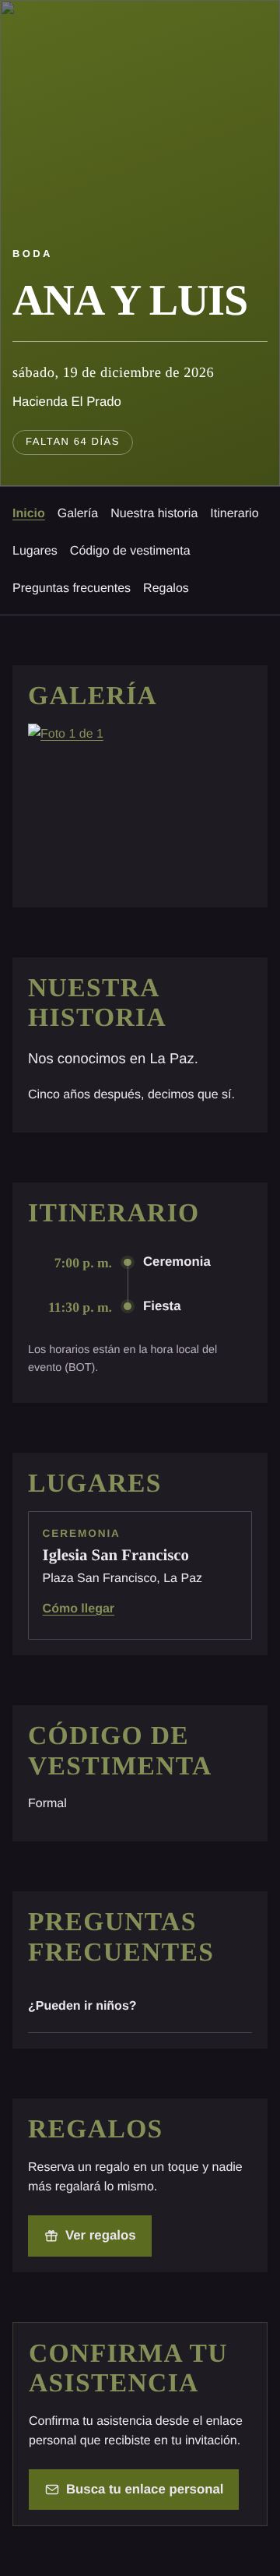 BODA
ANA Y LUIS
sábado, 19 de diciembre de 2026
Hacienda El Prado
FALTAN 64 DÍAS
Inicio Galería Nuestra historia Itinerario
Lugares Código de vestimenta
Preguntas frecuentes Regalos
GALERÍA
Foto 1 de 1
NUESTRA
HISTORIA
Nos conocimos en La Paz.
Cinco años después, decimos que sí.
ITINERARIO
7:00 p. m. Ceremonia
11:30 p. m. Fiesta
Los horarios están en la hora local del
evento (BOT).
LUGARES
CEREMONIA
Iglesia San Francisco
Plaza San Francisco, La Paz
Cómo llegar
CÓDIGO DE
VESTIMENTA
Formal
PREGUNTAS
FRECUENTES
¿Pueden ir niños?
REGALOS
Reserva un regalo en un toque y nadie
más regalará lo mismo.
Ver regalos
CONFIRMA TU
ASISTENCIA
Confirma tu asistencia desde el enlace
personal que recibiste en tu invitación.
Busca tu enlace personal